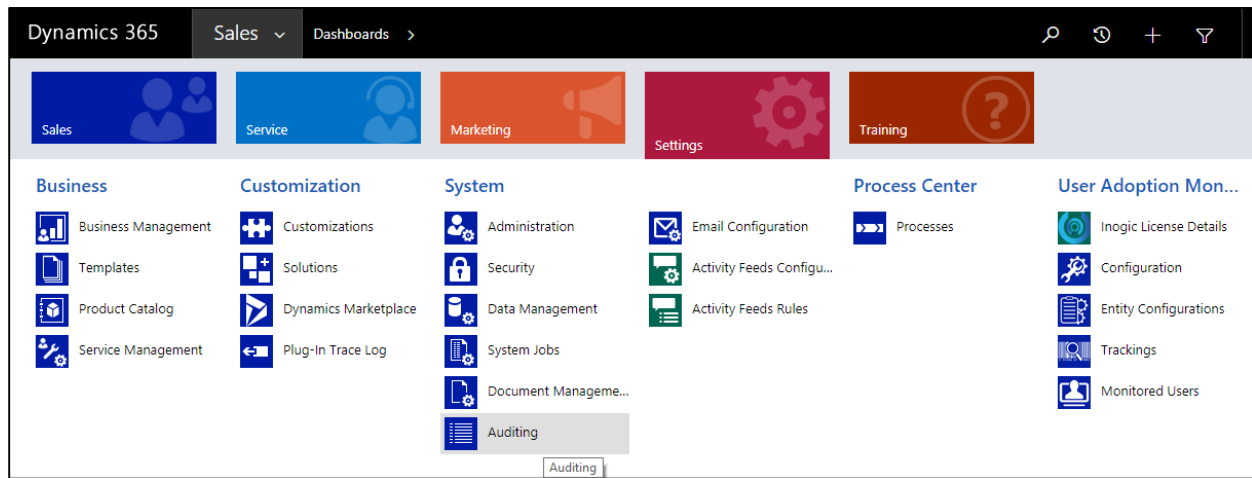 Dynamics 365 Sales Dashboards >
Sales Service Marketing Settings Training
Business
Business Management
Templates
Product Catalog
Service Management
Customization
Customizations
Solutions
Dynamics Marketplace
Plug-In Trace Log
System
Administration
Security
Data Management
System Jobs
Document Manageme...
Auditing
Auditing
Email Configuration
Activity Feeds Configu...
Activity Feeds Rules
Process Center
Processes
User Adoption Mon...
Inogic License Details
Configuration
Entity Configurations
Trackings
Monitored Users